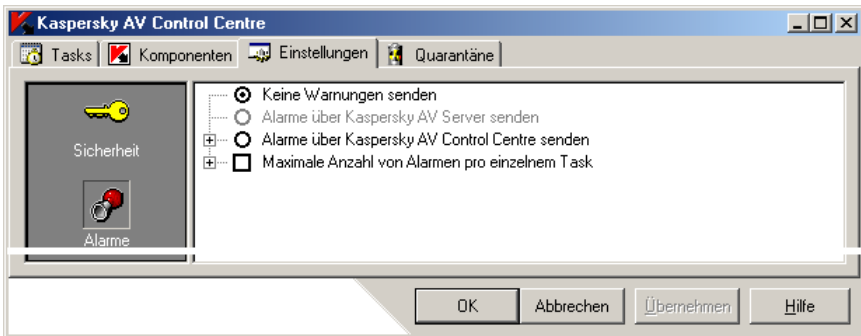 Kaspersky AV Control Centre
Tasks Komponenten Einstellungen Quarantäne
Sicherheit
Alarme
Keine Warnungen senden
Alarme über Kaspersky AV Server senden
Alarme über Kaspersky AV Control Centre senden
Maximale Anzahl von Alarmen pro einzelnem Task
OK Abbrechen Übernehmen Hilfe